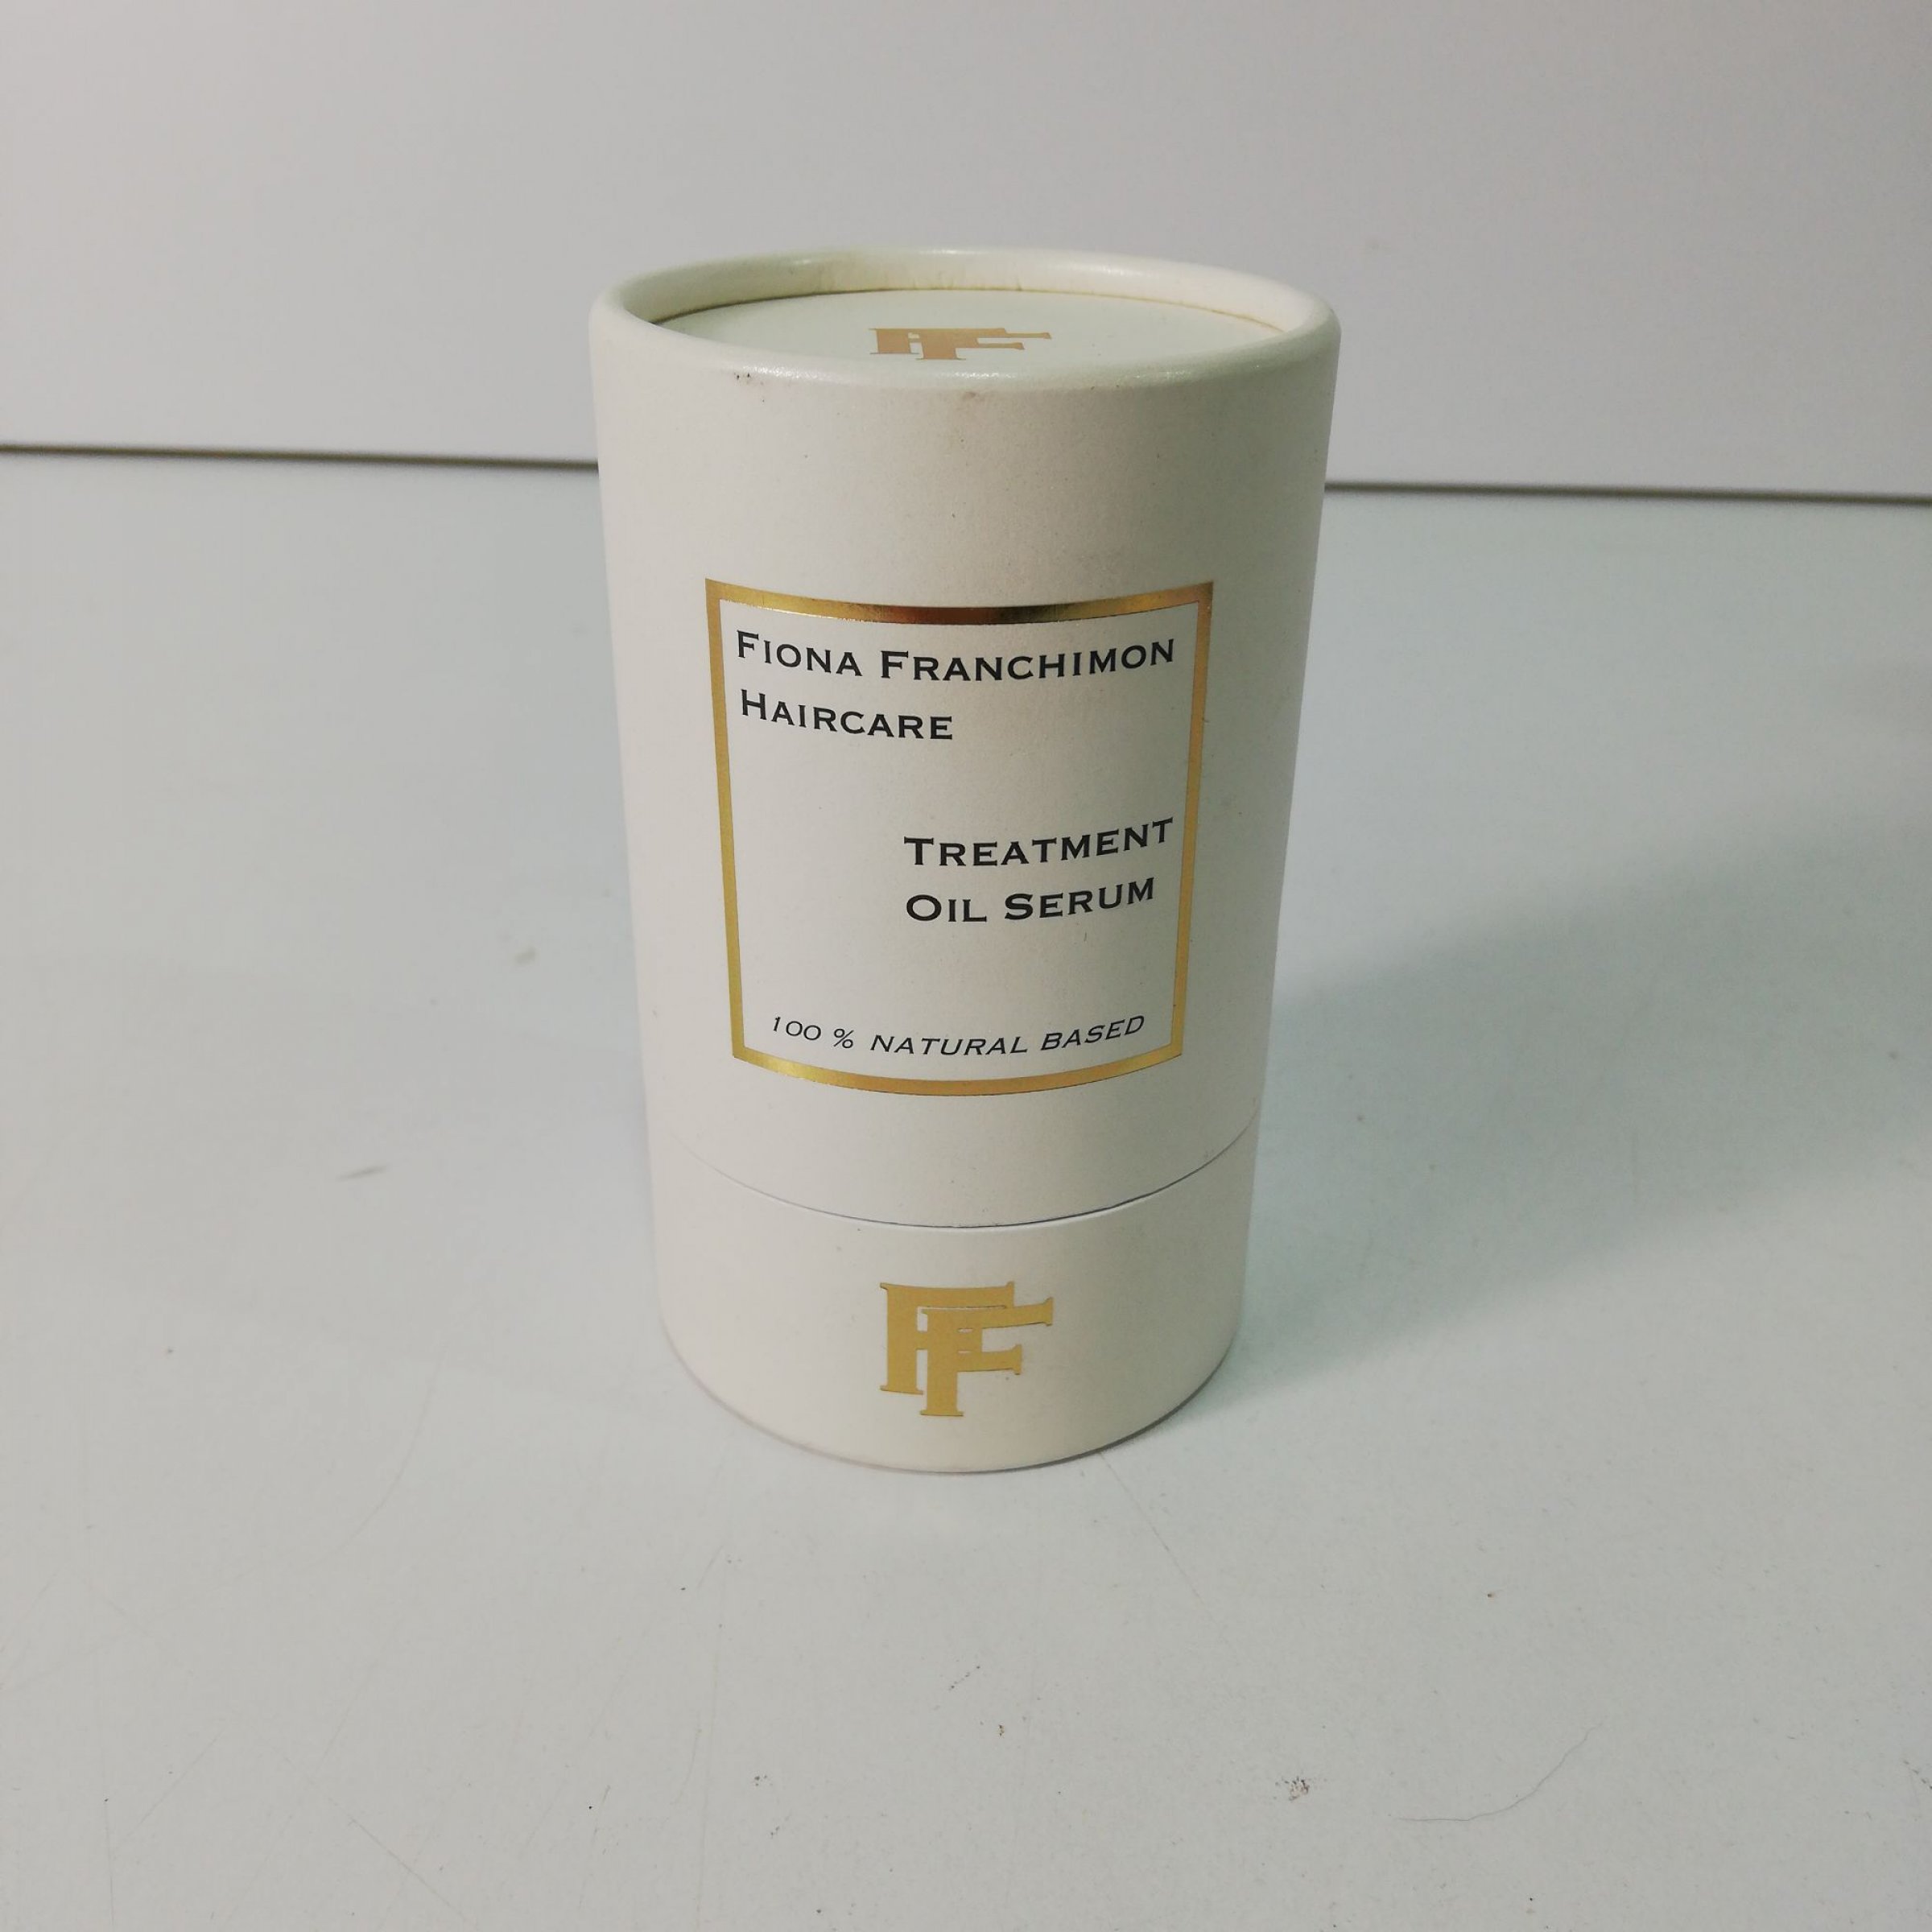 FF
FIONA FRANCHIMON
HAIRCARE
TREATMENT
OIL SERUM
100 % NATURAL BASED
FF